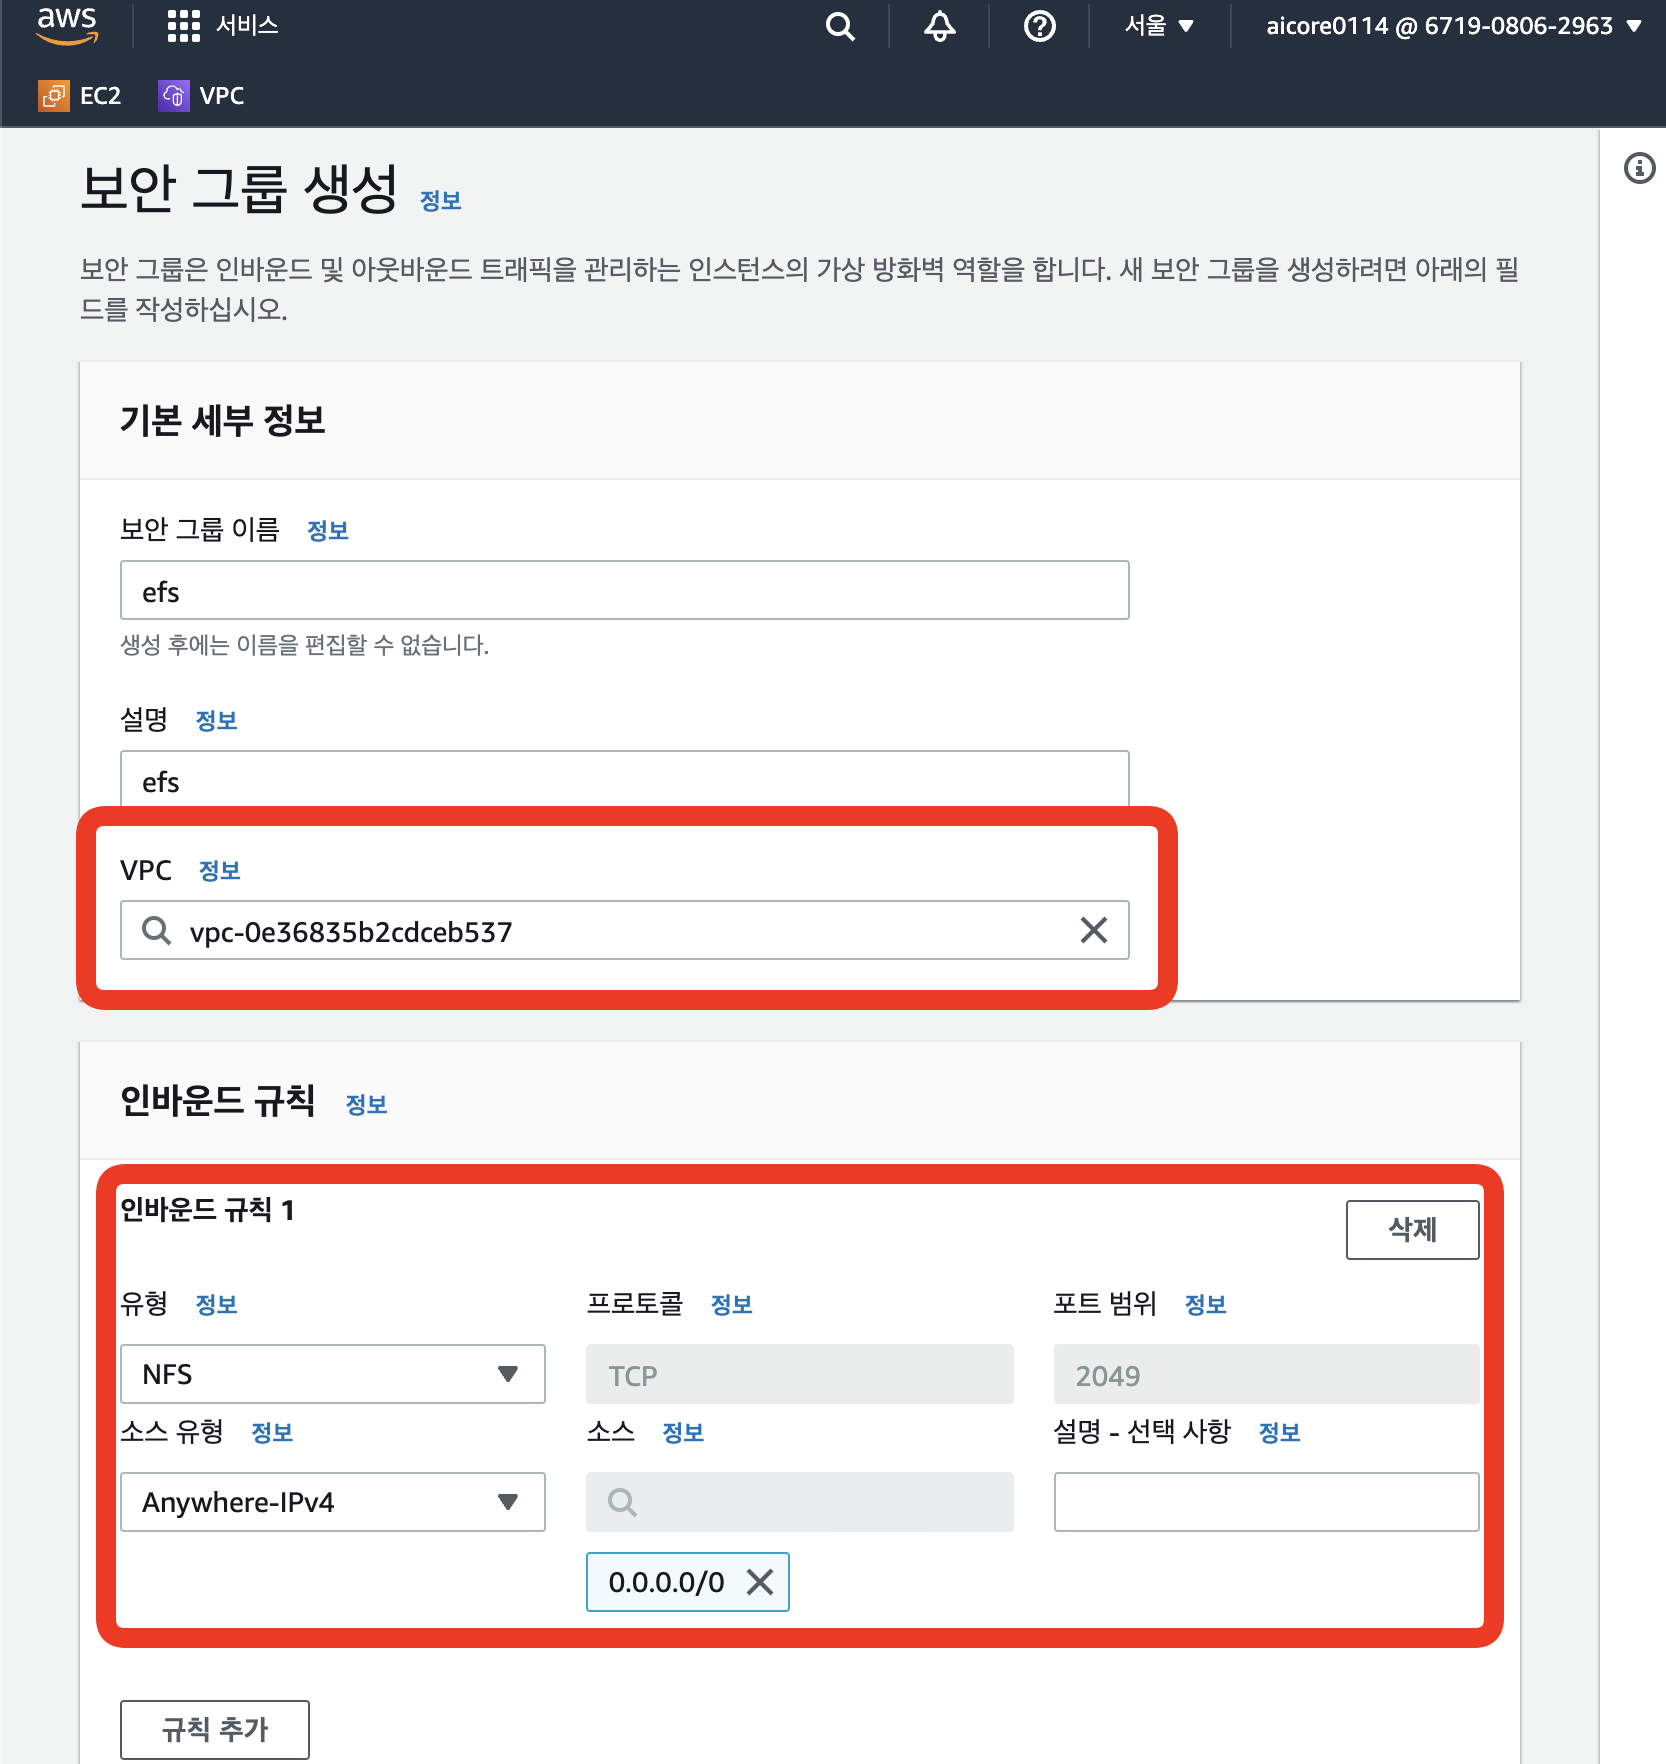 aws
서비스
서울
aicore0114 @ 6719-0806-2963
EC2
VPC
보안 그룹 생성 정보
보안 그룹은 인바운드 및 아웃바운드 트래픽을 관리하는 인스턴스의 가상 방화벽 역할을 합니다. 새 보안 그룹을 생성하려면 아래의 필
드를 작성하십시오.
기본 세부 정보
보안 그룹 이름 정보
efs
생성 후에는 이름을 편집할 수 없습니다.
설명 정보
efs
VPC 정보
vpc-0e36835b2cdceb537
인바운드 규칙 정보
인바운드 규칙 1
삭제
유형 정보
프로토콜 정보
포트 범위 정보
NFS
TCP
2049
소스 유형 정보
소스 정보
설명 - 선택 사항 정보
Anywhere-IPv4
0.0.0.0/0
규칙 추가